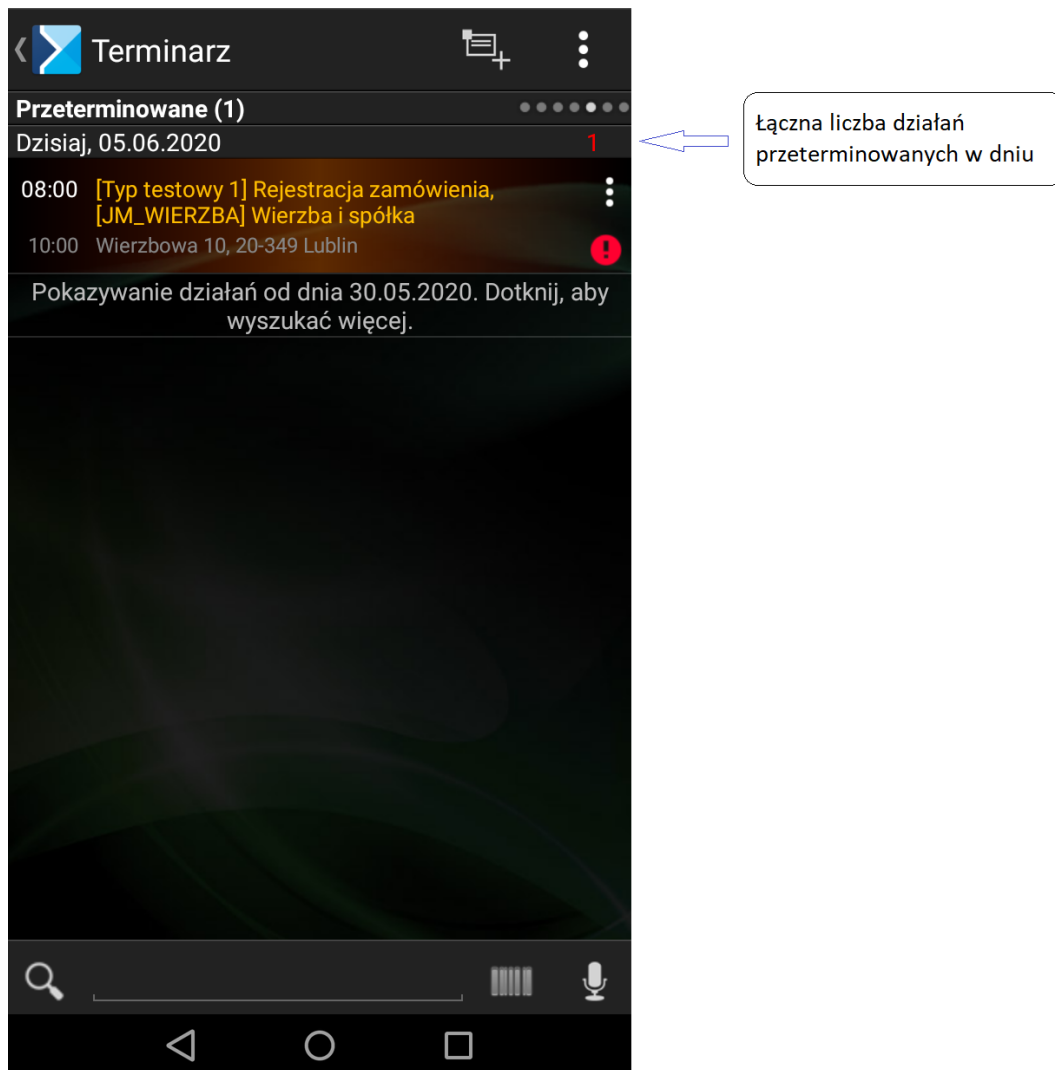 Terminarz
Przeterminowane (1)
Dzisiaj, 05.06.2020 1
Łączna liczba działań
przeterminowanych w dniu
08:00 [Typ testowy 1] Rejestracja zamówienia,
[JM_WIERZBA] Wierzba i spółka
10:00 Wierzbowa 10, 20-349 Lublin
Pokazywanie działań od dnia 30.05.2020. Dotknij, aby
wyszukać więcej.